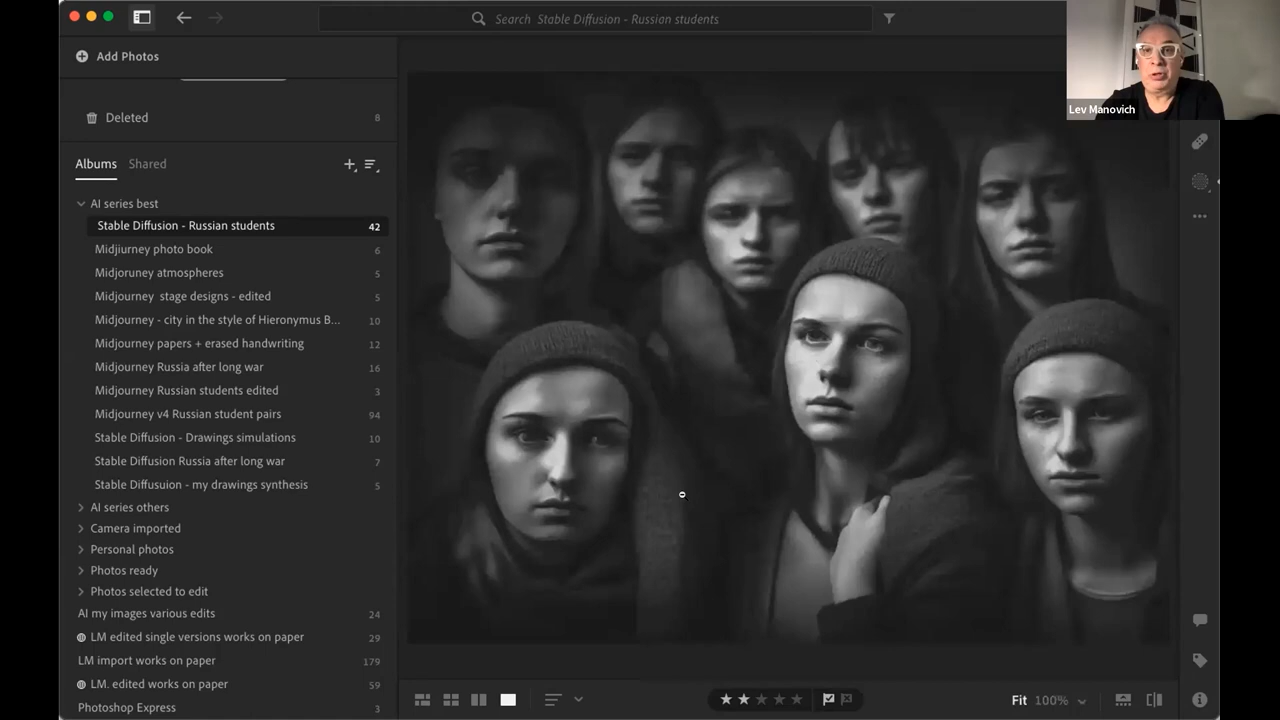 Search Stable Diffusion - Russian students
Lev Manovich
Add Photos
Deleted 8
Albums Shared
AI series best
Stable Diffusion - Russian students 42
Midjiurney photo book 6
Midjoruney atmospheres 5
Midjourney stage designs - edited 5
Midjourney - city in the style of Hieronymus B... 10
Midjourney papers + erased handwriting 12
Midjourney Russia after long war 16
Midjourney Russian students edited 3
Midjourney v4 Russian student pairs 94
Stable Diffusion - Drawings simulations 10
Stable Diffusion Russia after long war 7
Stable Diffusuion - my drawings synthesis 5
AI series others
Camera imported
Personal photos
Photos ready
Photos selected to edit
AI my images various edits 24
LM edited single versions works on paper 29
LM import works on paper 179
LM. edited works on paper 59
Photoshop Express 3
Fit 100%